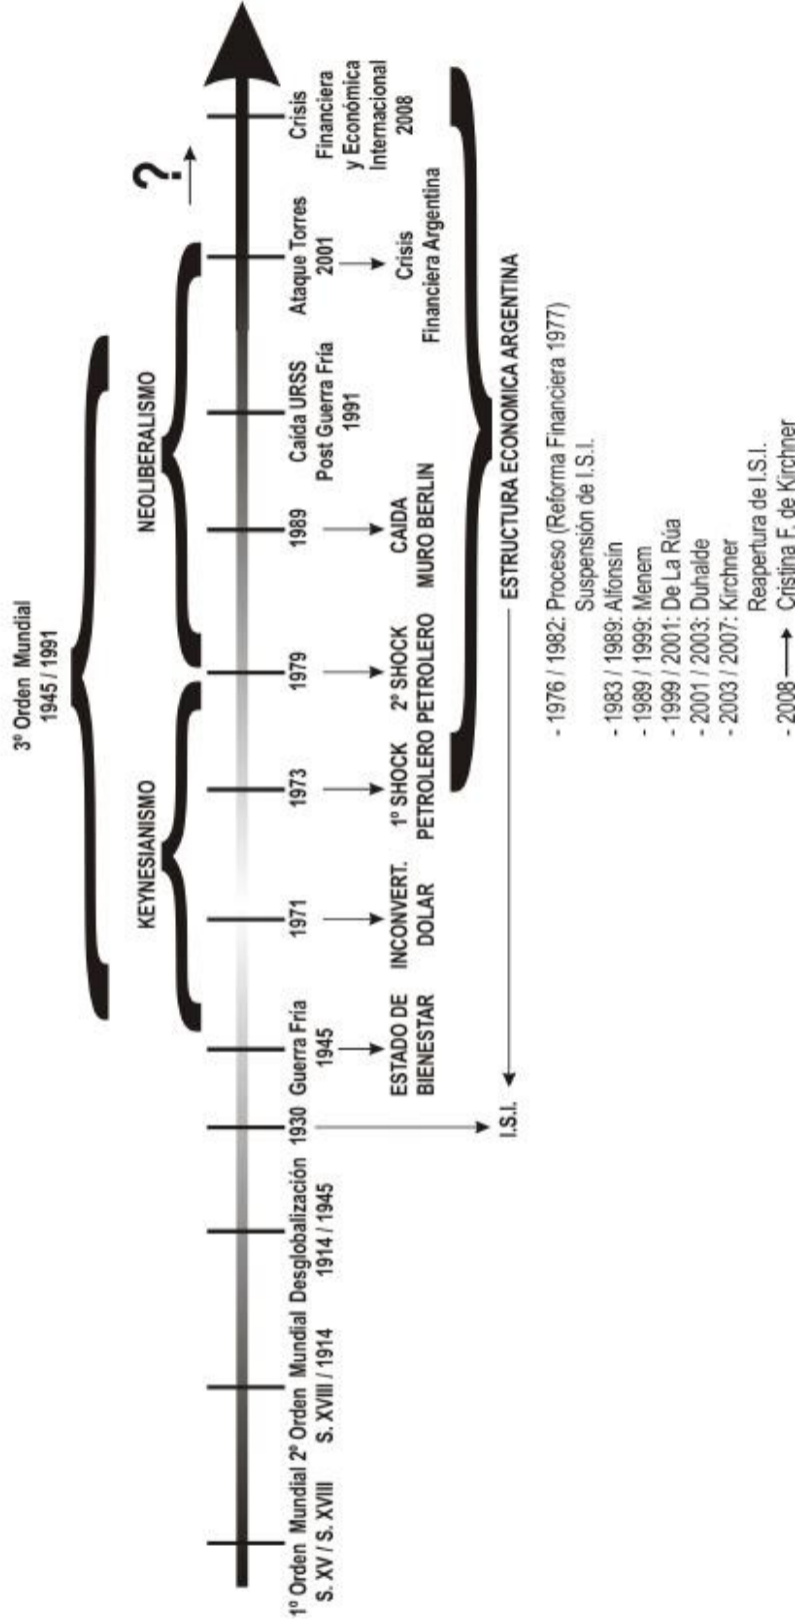 3º Orden Mundial
1945 / 1991
KEYNESIANISMO
NEOLIBERALISMO
?
1º Orden Mundial
S. XV / S. XVIII
2º Orden Mundial
S. XVIII / 1914
Desglobalización
1914 / 1945
1930
Guerra Fría
1945
1971
1973
1979
1989
Caída URSS
Post Guerra Fría
1991
Ataque Torres
2001
Crisis
Financiera
y Económica
Internacional
2008
ESTADO DE
BIENESTAR
INCONVERT.
DOLAR
1º SHOCK
PETROLERO
2º SHOCK
PETROLERO
CAIDA
MURO BERLIN
Crisis
Financiera Argentina
I.S.I.
ESTRUCTURA ECONOMICA ARGENTINA
- 1976 / 1982: Proceso (Reforma Financiera 1977)
Suspensión de I.S.I.
- 1983 / 1989: Alfonsín
- 1989 / 1999: Menem
- 1999 / 2001: De La Rúa
- 2001 / 2003: Duhalde
- 2003 / 2007: Kirchner
Reapertura de I.S.I.
- 2008 → Cristina F. de Kirchner